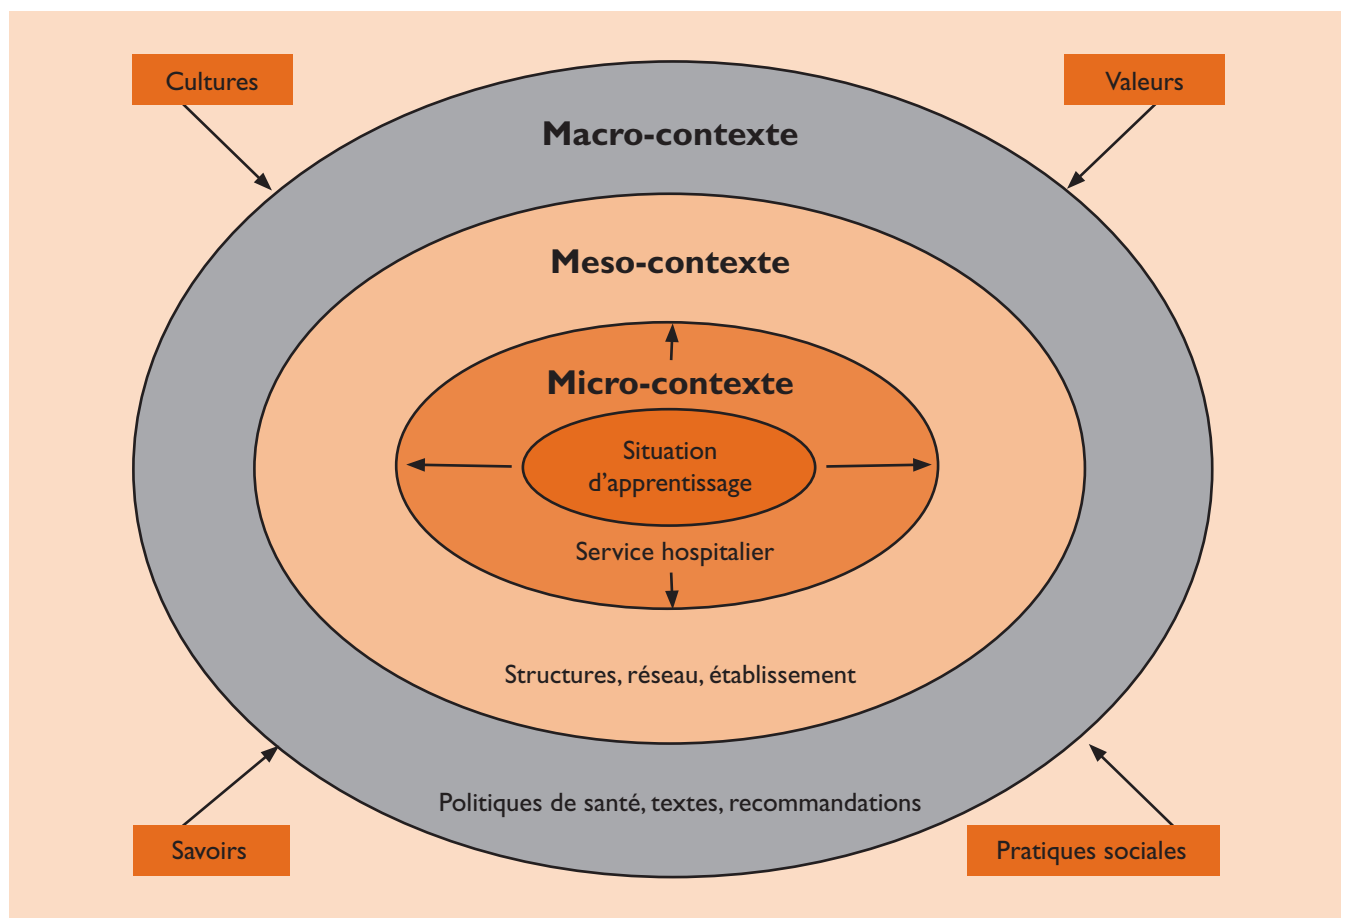 Cultures
Valeurs
Macro-contexte
Meso-contexte
Micro-contexte
Situation
d’apprentissage
Service hospitalier
Structures, réseau, établissement
Politiques de santé, textes, recommandations
Savoirs
Pratiques sociales